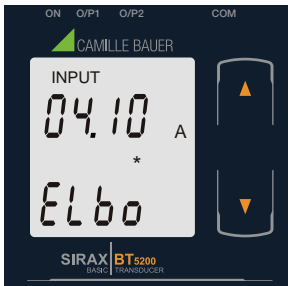 ON O/P1 O/P2 COM
CAMILLE BAUER
INPUT
04.10 A
*
ELbo
SIRAX BT5200
BASIC TRANSDUCER